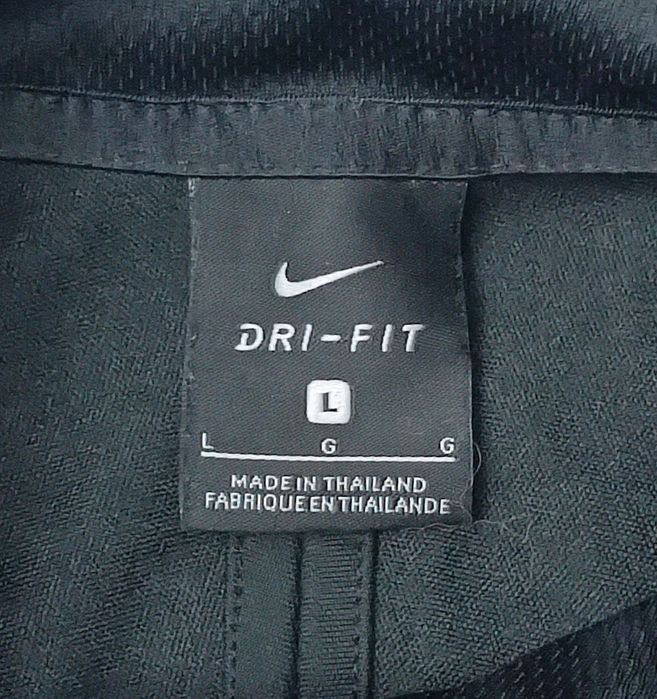 DRI-FIT
L
L G G
MADE IN THAILAND
FABRIQUE EN THAILANDE